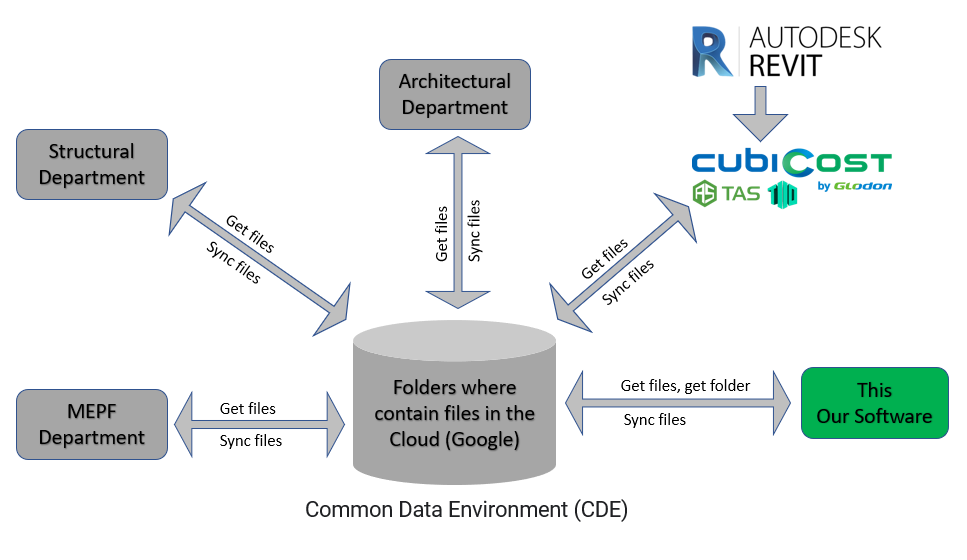 AUTODESK
REVIT
Architectural
Department
Structural
Department
CUBICOST
TAS
by Glodon
Get files
Sync files
Get files
Sync files
Get files
Sync files
Folders where
contain files in the
Cloud (Google)
MEPF
Department
Get files
Sync files
Get files, get folder
Sync files
This
Our Software
Common Data Environment (CDE)